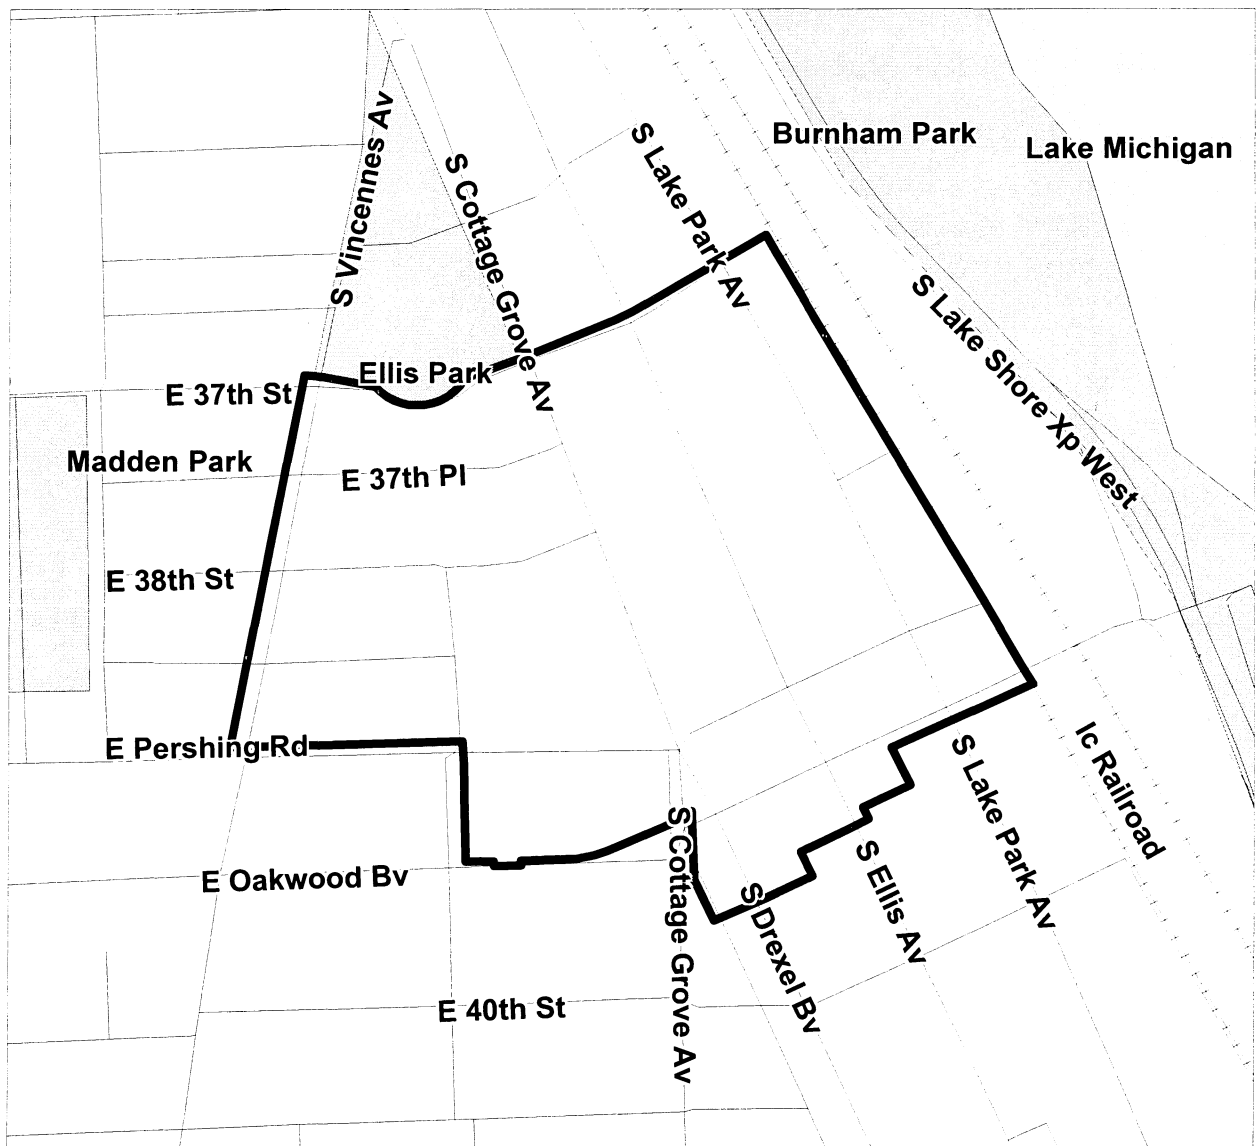 Burnham Park
Lake Michigan
S Vincennes Av
S Cottage Grove Av
S Lake Park Av
S Lake Shore Xp West
Ellis Park
E 37th St
Madden Park
E 37th Pl
E 38th St
E Pershing Rd
Ic Railroad
S Lake Park Av
S Ellis Av
S Drexel Bv
S Cottage Grove Av
E Oakwood Bv
E 40th St